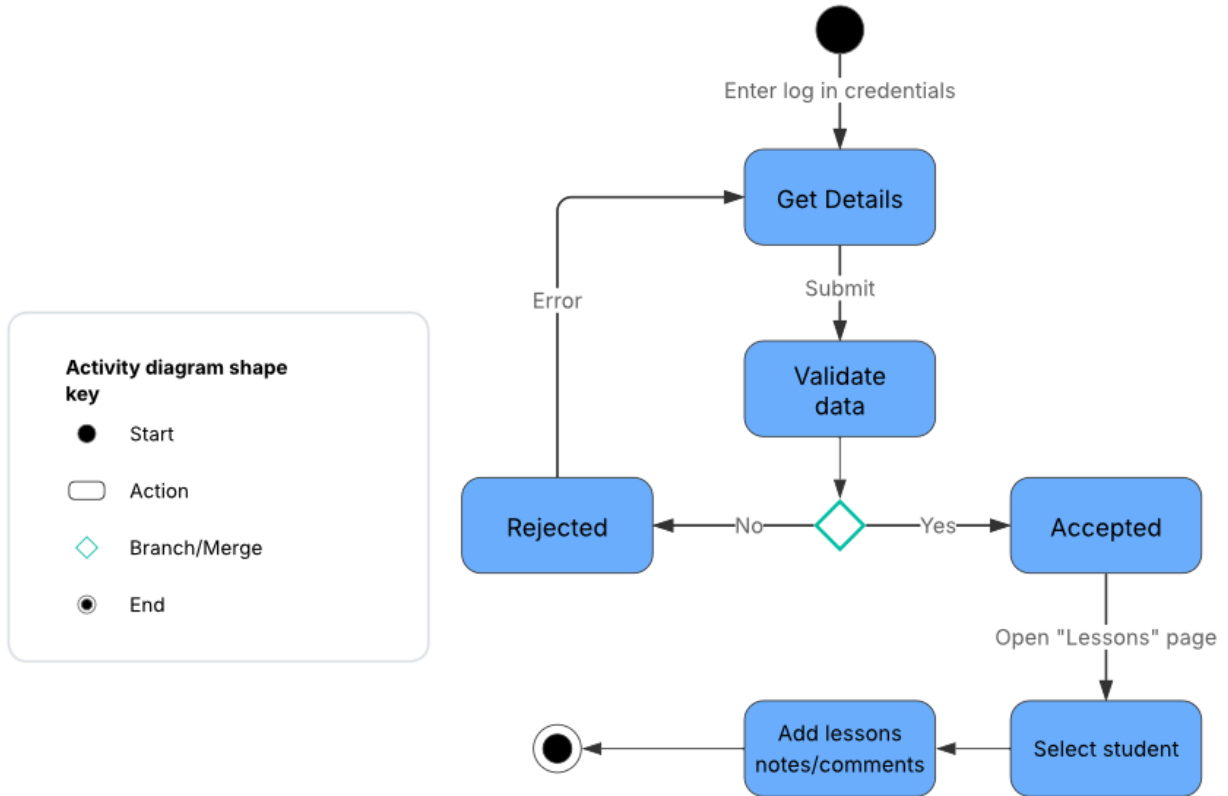 Enter log in credentials
Get Details
Submit
Error
Validate
data
Rejected
No
Yes
Accepted
Open "Lessons" page
Select student
Add lessons
notes/comments
Activity diagram shape
key
Start
Action
Branch/Merge
End